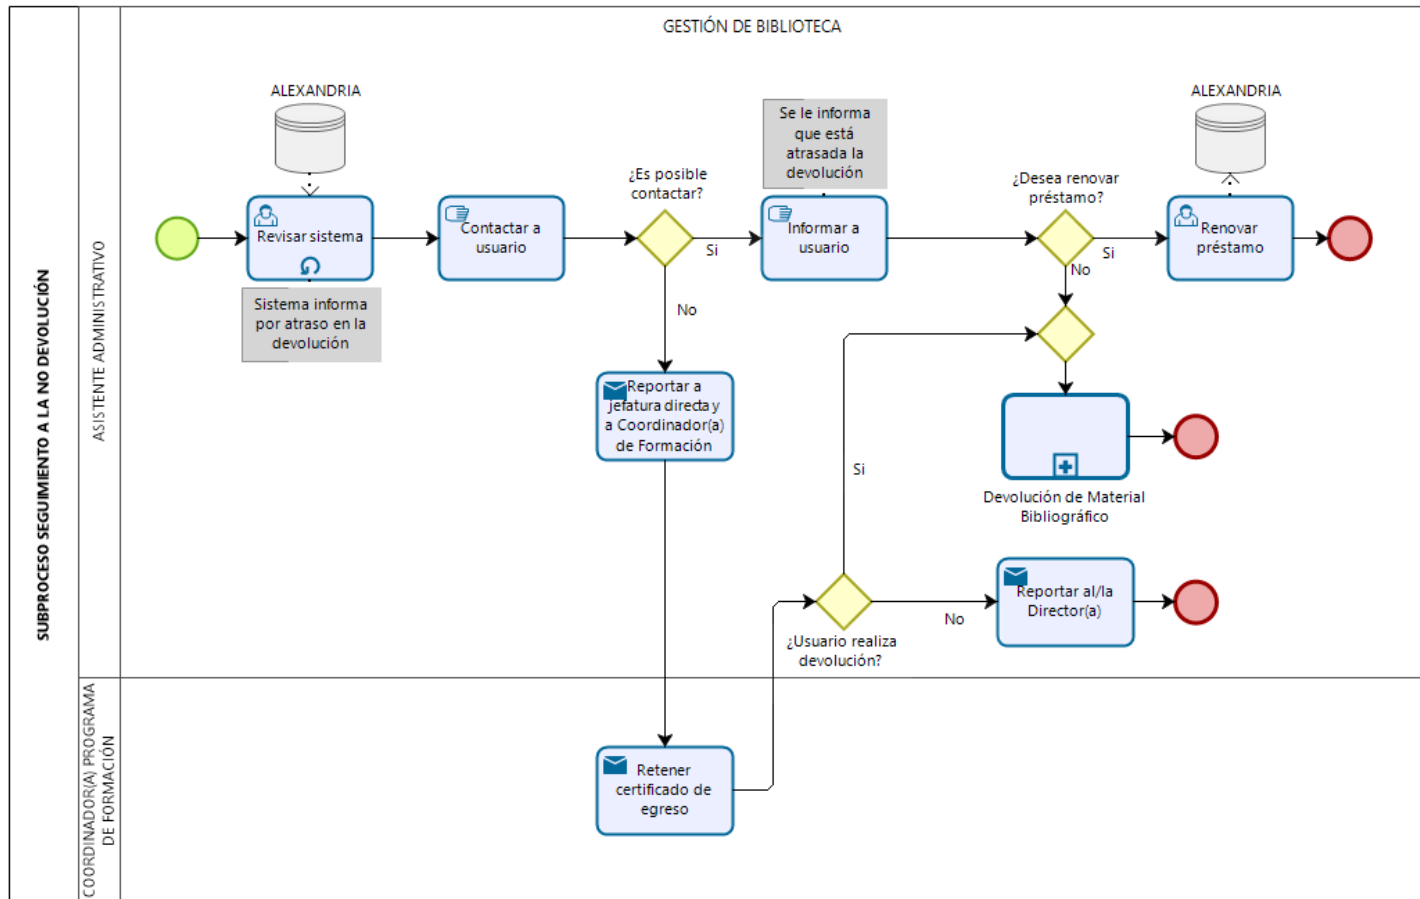 GESTIÓN DE BIBLIOTECA
SUBPROCESO SEGUIMIENTO A LA NO DEVOLUCIÓN
ASISTENTE ADMINISTRATIVO
ALEXANDRIA
Revisar sistema
Sistema informa
por atraso en la
devolución
Contactar a
usuario
¿Es posible
contactar?
Si
No
Se le informa
que está
atrasada la
devolución
Informar a
usuario
¿Desea renovar
préstamo?
Si
No
ALEXANDRIA
Renovar
préstamo
Reportar a
jefatura directa y
a Coordinador(a)
de Formación
Devolución de Material
Bibliográfico
Si
¿Usuario realiza
devolución?
No
Reportar al/la
Director(a)
COORDINADOR(A) PROGRAMA
DE FORMACIÓN
Retener
certificado de
egreso